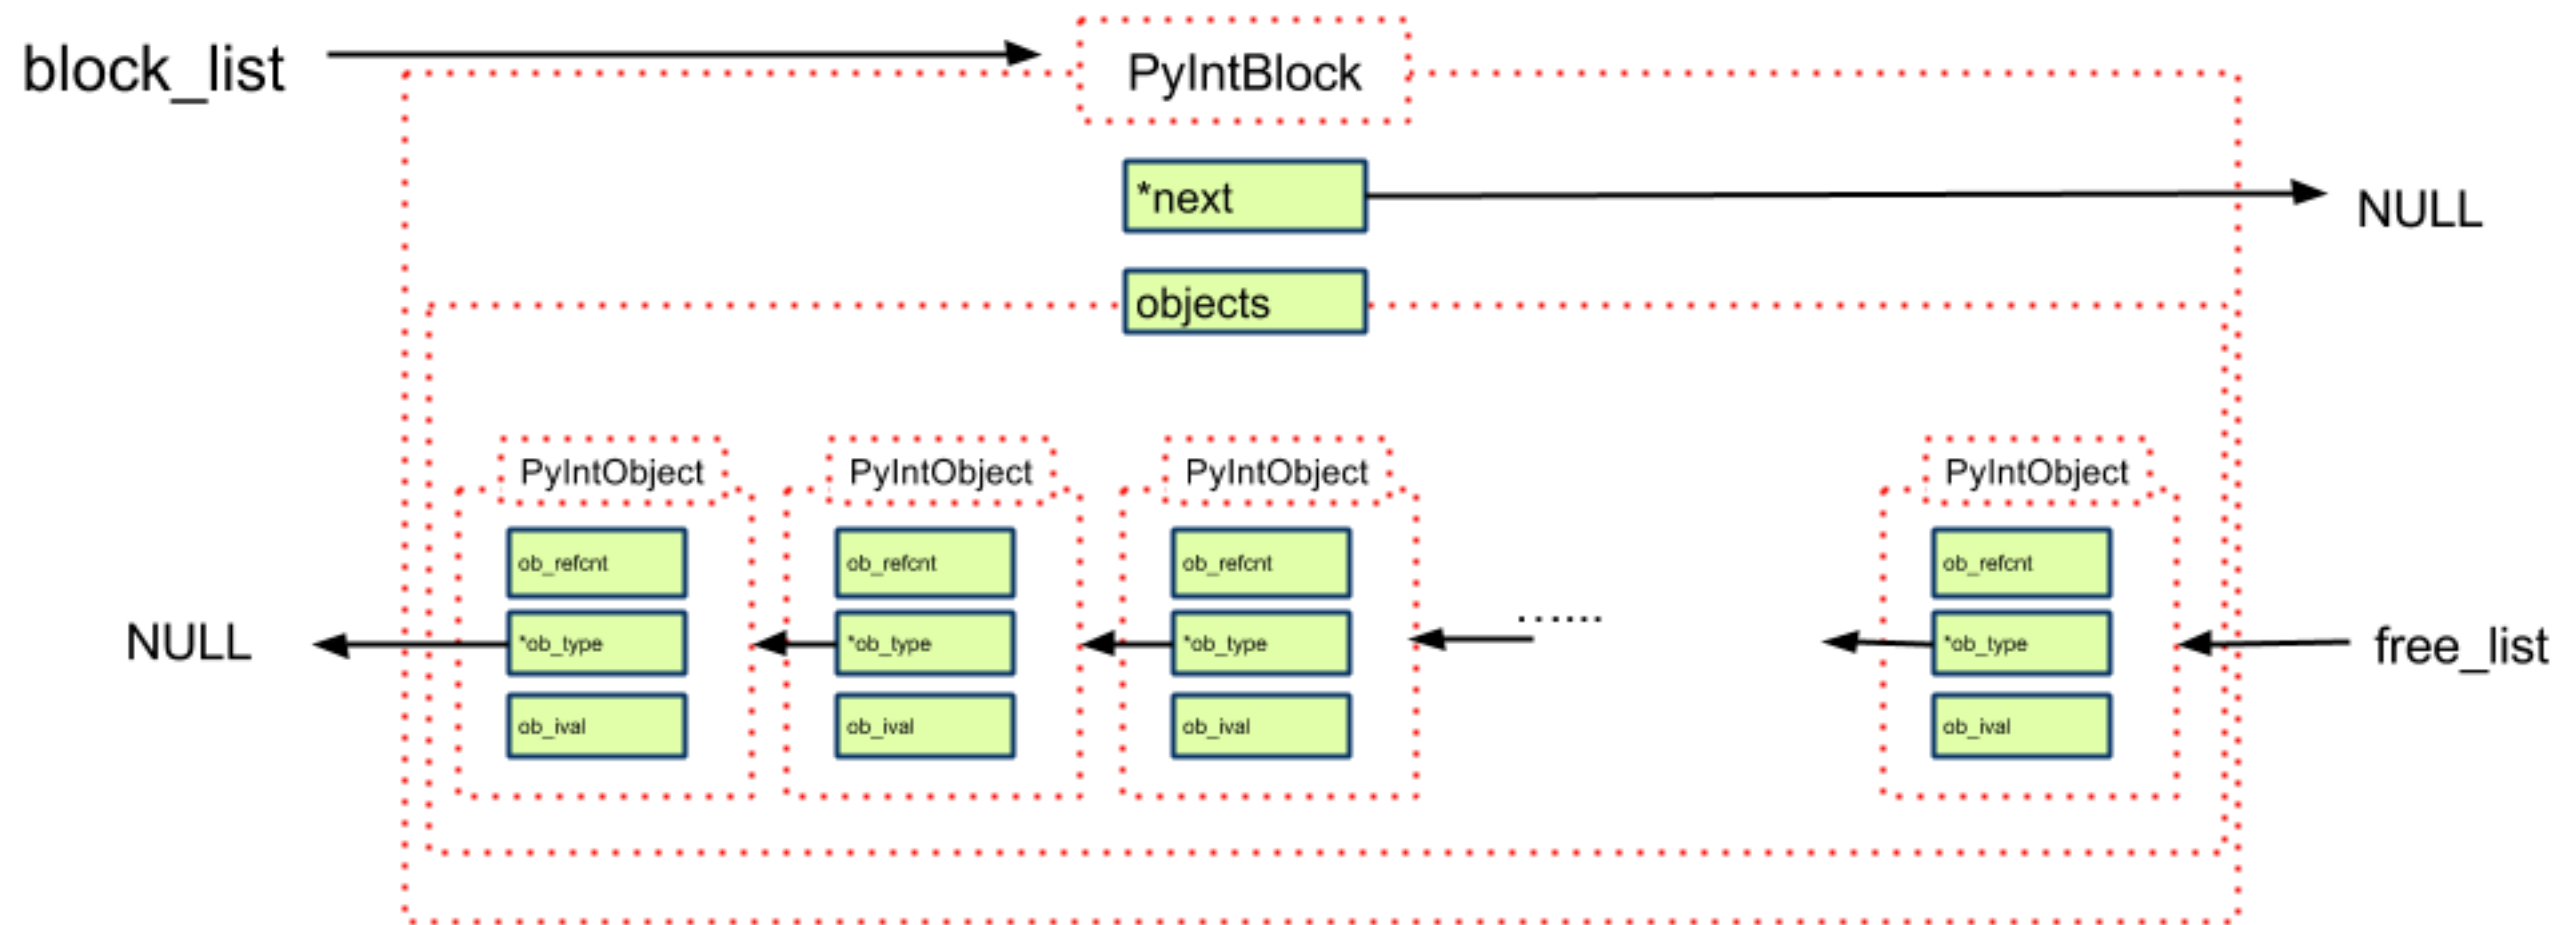 block_list
PyIntBlock
*next
NULL
objects
PyIntObject
PyIntObject
PyIntObject
PyIntObject
ob_refcnt
ob_refcnt
ob_refcnt
ob_refcnt
......
NULL
*ob_type
*ob_type
*ob_type
*ob_type
free_list
ob_ival
ob_ival
ob_ival
ob_ival